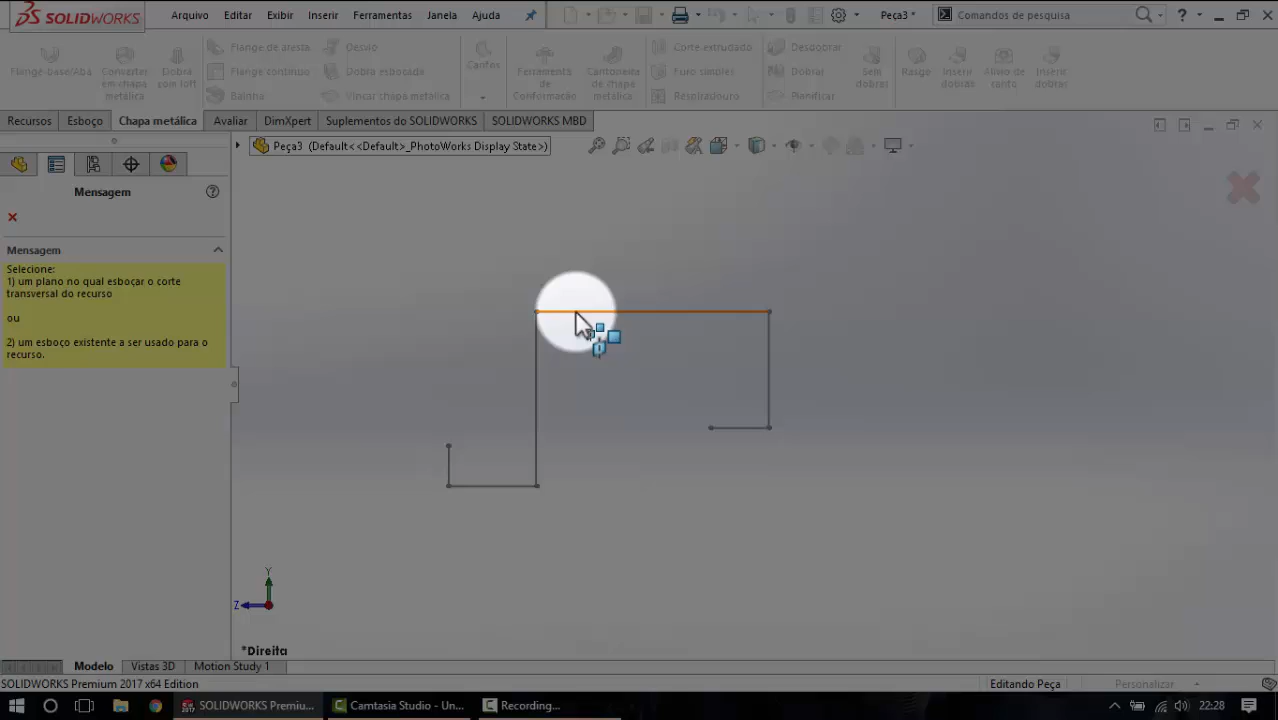 SOLIDWORKS
Arquivo
Editar
Exibir
Inserir
Ferramentas
Janela
Ajuda
Peça3 *
Comandos de pesquisa
Flange-base/Aba
Converter
em chapa
metálica
Dobra
com loft
Flange de aresta
Flange contínuo
Bainha
Desvio
Dobra esboçada
Vincar chapa metálica
Cantos
Ferramenta
de
Conformação
Cantoneira
de chapa
metálica
Corte-extrudado
Furo simples
Respiradouro
Desdobrar
Dobrar
Planificar
Sem
dobras
Rasgo
Inserir
dobras
Alívio de
canto
Inserir
dobrar
Recursos
Esboço
Chapa metálica
Avaliar
DimXpert
Suplementos do SOLIDWORKS
SOLIDWORKS MBD
Peça3 (Default<<Default>_PhotoWorks Display State>)
Mensagem
Mensagem
Selecione:
1) um plano no qual esboçar o corte
transversal do recurso
ou
2) um esboço existente a ser usado para o
recurso.
Y
Z
*Direita
Modelo
Vistas 3D
Motion Study 1
SOLIDWORKS Premium 2017 x64 Edition
Editando Peça
Personalizar
SOLIDWORKS Premiu...
Camtasia Studio - Un...
Recording...
22:28